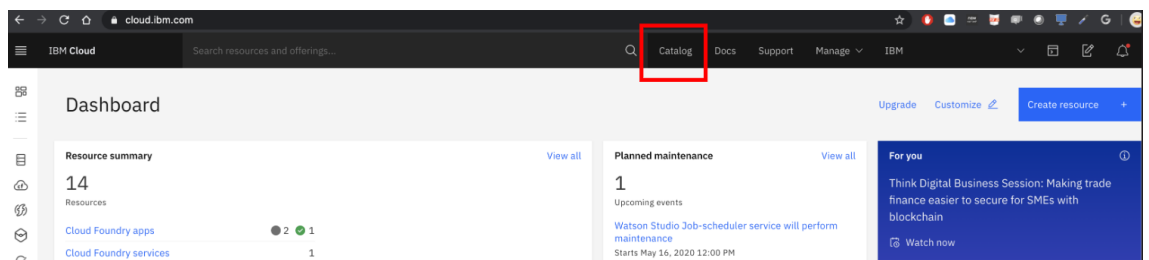 cloud.ibm.com
IBM Cloud
Search resources and offerings...
Catalog
Docs
Support
Manage
IBM
Dashboard
Upgrade
Customize
Create resource +
Resource summary
View all
14
Resources
Cloud Foundry apps
2
1
Cloud Foundry services
1
Planned maintenance
View all
1
Upcoming events
Watson Studio Job-scheduler service will perform
maintenance
Starts May 16, 2020 12:00 PM
For you
Think Digital Business Session: Making trade
finance easier to secure for SMEs with
blockchain
Watch now